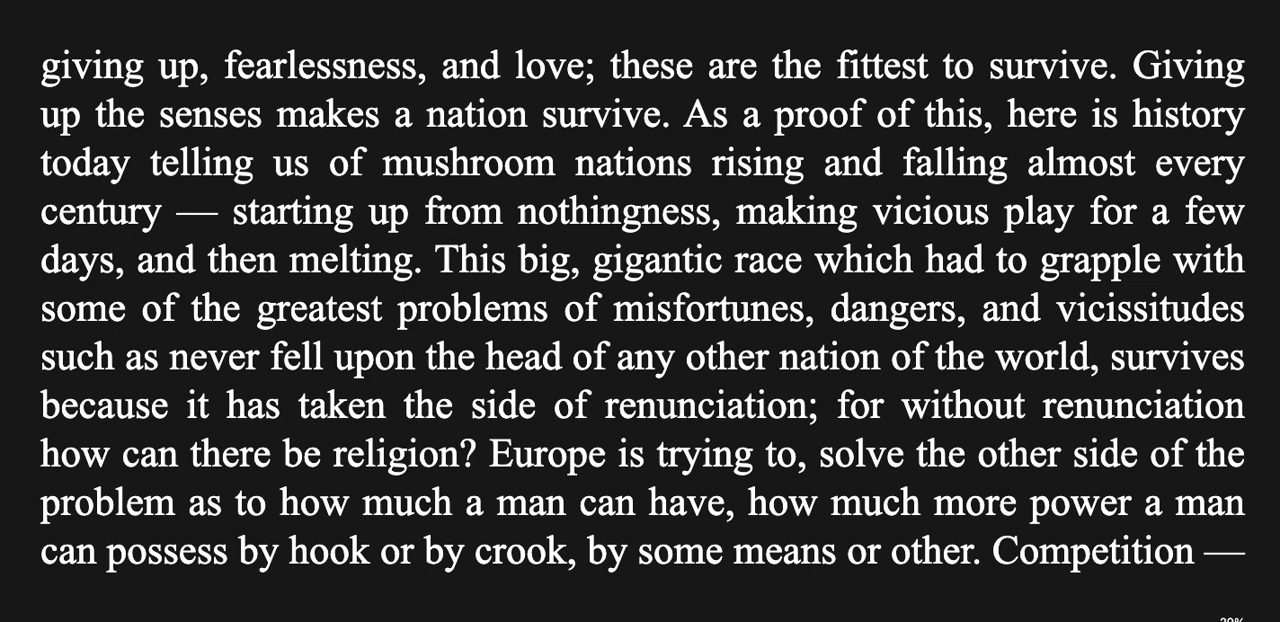 giving up, fearlessness, and love; these are the fittest to survive. Giving
up the senses makes a nation survive. As a proof of this, here is history
today telling us of mushroom nations rising and falling almost every
century — starting up from nothingness, making vicious play for a few
days, and then melting. This big, gigantic race which had to grapple with
some of the greatest problems of misfortunes, dangers, and vicissitudes
such as never fell upon the head of any other nation of the world, survives
because it has taken the side of renunciation; for without renunciation
how can there be religion? Europe is trying to, solve the other side of the
problem as to how much a man can have, how much more power a man
can possess by hook or by crook, by some means or other. Competition —